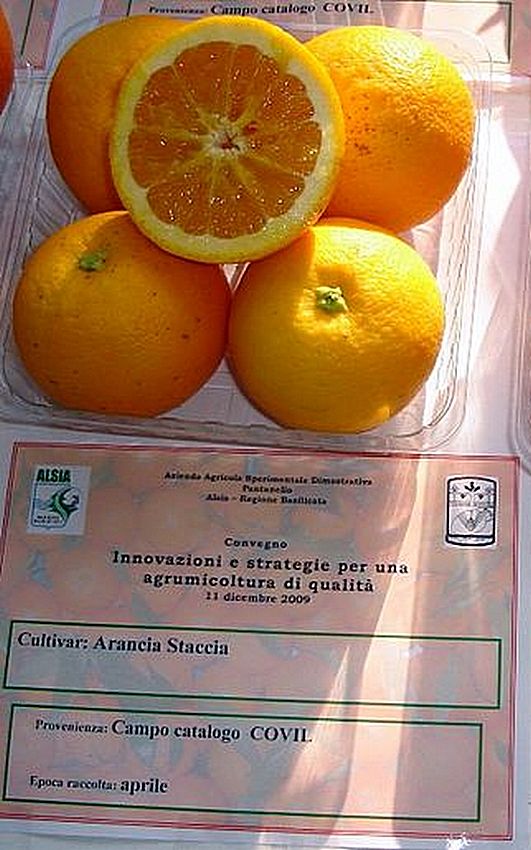 Provenienza: Campo catalogo COVIL
ALSIA
Azienda Agricola Sperimentale Dimostrativa
Pantanello
Alsia - Regione Basilicata
Convegno
Innovazioni e strategie per una
agrumicoltura di qualità
11 dicembre 2009
Cultivar: Arancia Staccia
Provenienza: Campo catalogo COVIL
Epoca raccolta: aprile